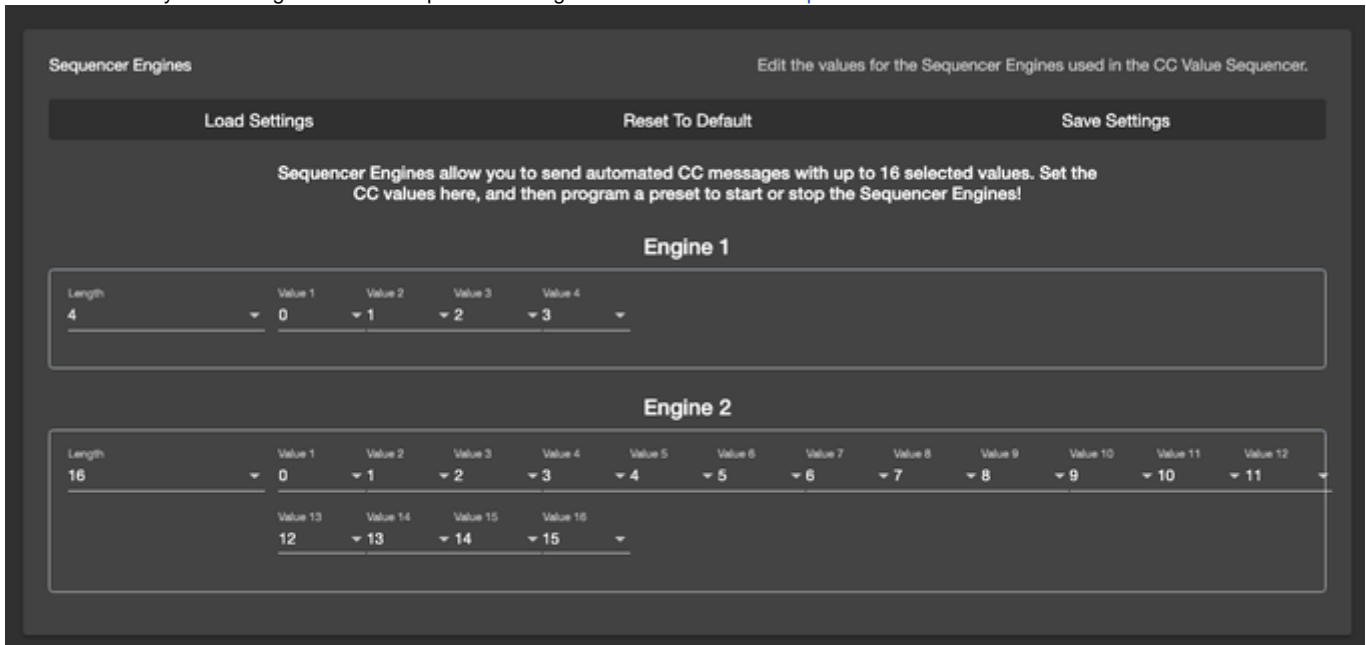 Sequencer Engines
Edit the values for the Sequencer Engines used in the CC Value Sequencer.
Load Settings Reset To Default Save Settings
Sequencer Engines allow you to send automated CC messages with up to 16 selected values. Set the
CC values here, and then program a preset to start or stop the Sequencer Engines!
Engine 1
Length Value 1 Value 2 Value 3 Value 4
4 0 1 2 3
Engine 2
Length Value 1 Value 2 Value 3 Value 4 Value 5 Value 6 Value 7 Value 8 Value 9 Value 10 Value 11 Value 12
16 0 1 2 3 4 5 6 7 8 9 10 11
Value 13 Value 14 Value 15 Value 16
12 13 14 15